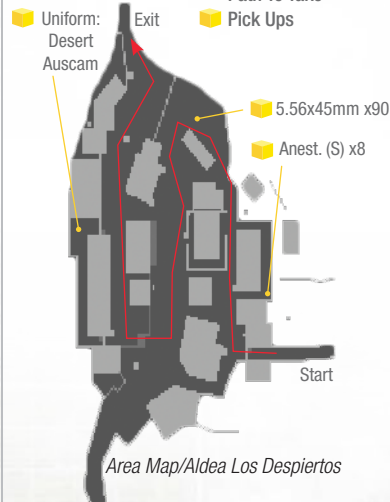 Uniform:
Desert
Auscam
Exit
Pick Ups
5.56x45mm x90
Anest. (S) x8
Start
Area Map/Aldea Los Despiertos